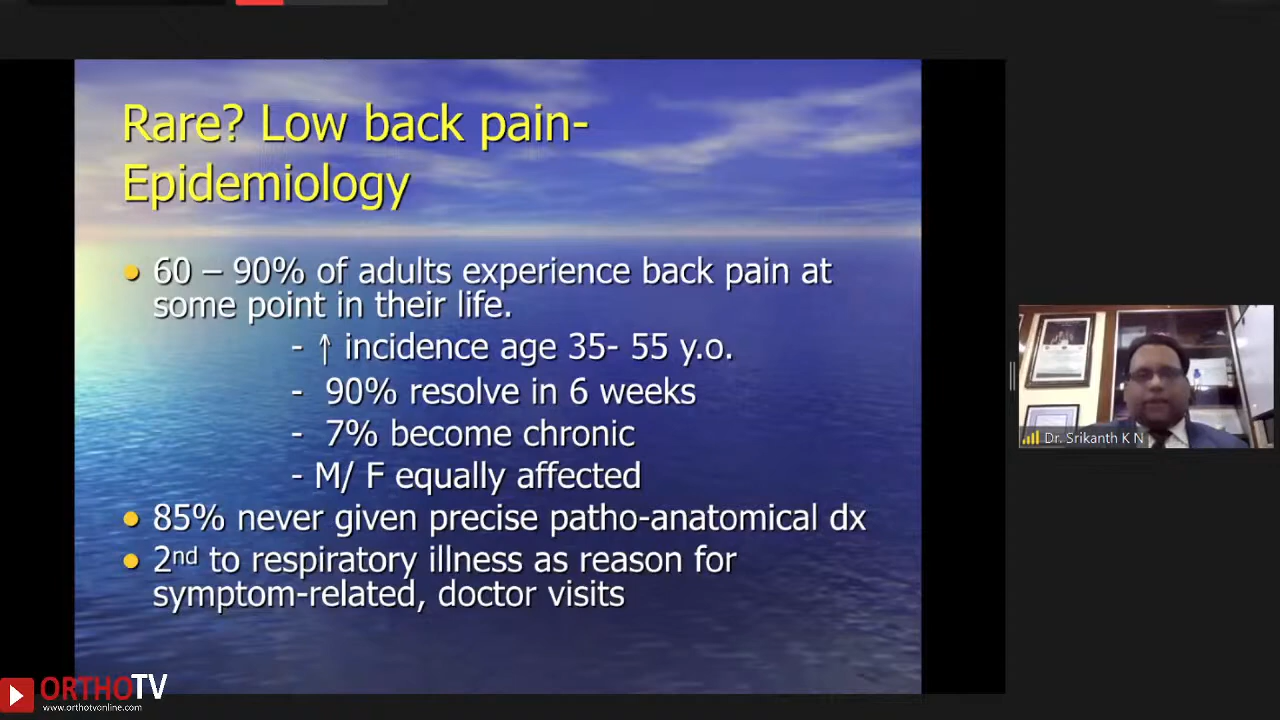 Rare? Low back pain-
Epidemiology
• 60 – 90% of adults experience back pain at
some point in their life.
- ↑ incidence age 35- 55 y.o.
- 90% resolve in 6 weeks
- 7% become chronic
- M/ F equally affected
• 85% never given precise patho-anatomical dx
• 2nd to respiratory illness as reason for
symptom-related, doctor visits
Dr. Srikanth K N
ORTHOTV
www.orthotvonline.com